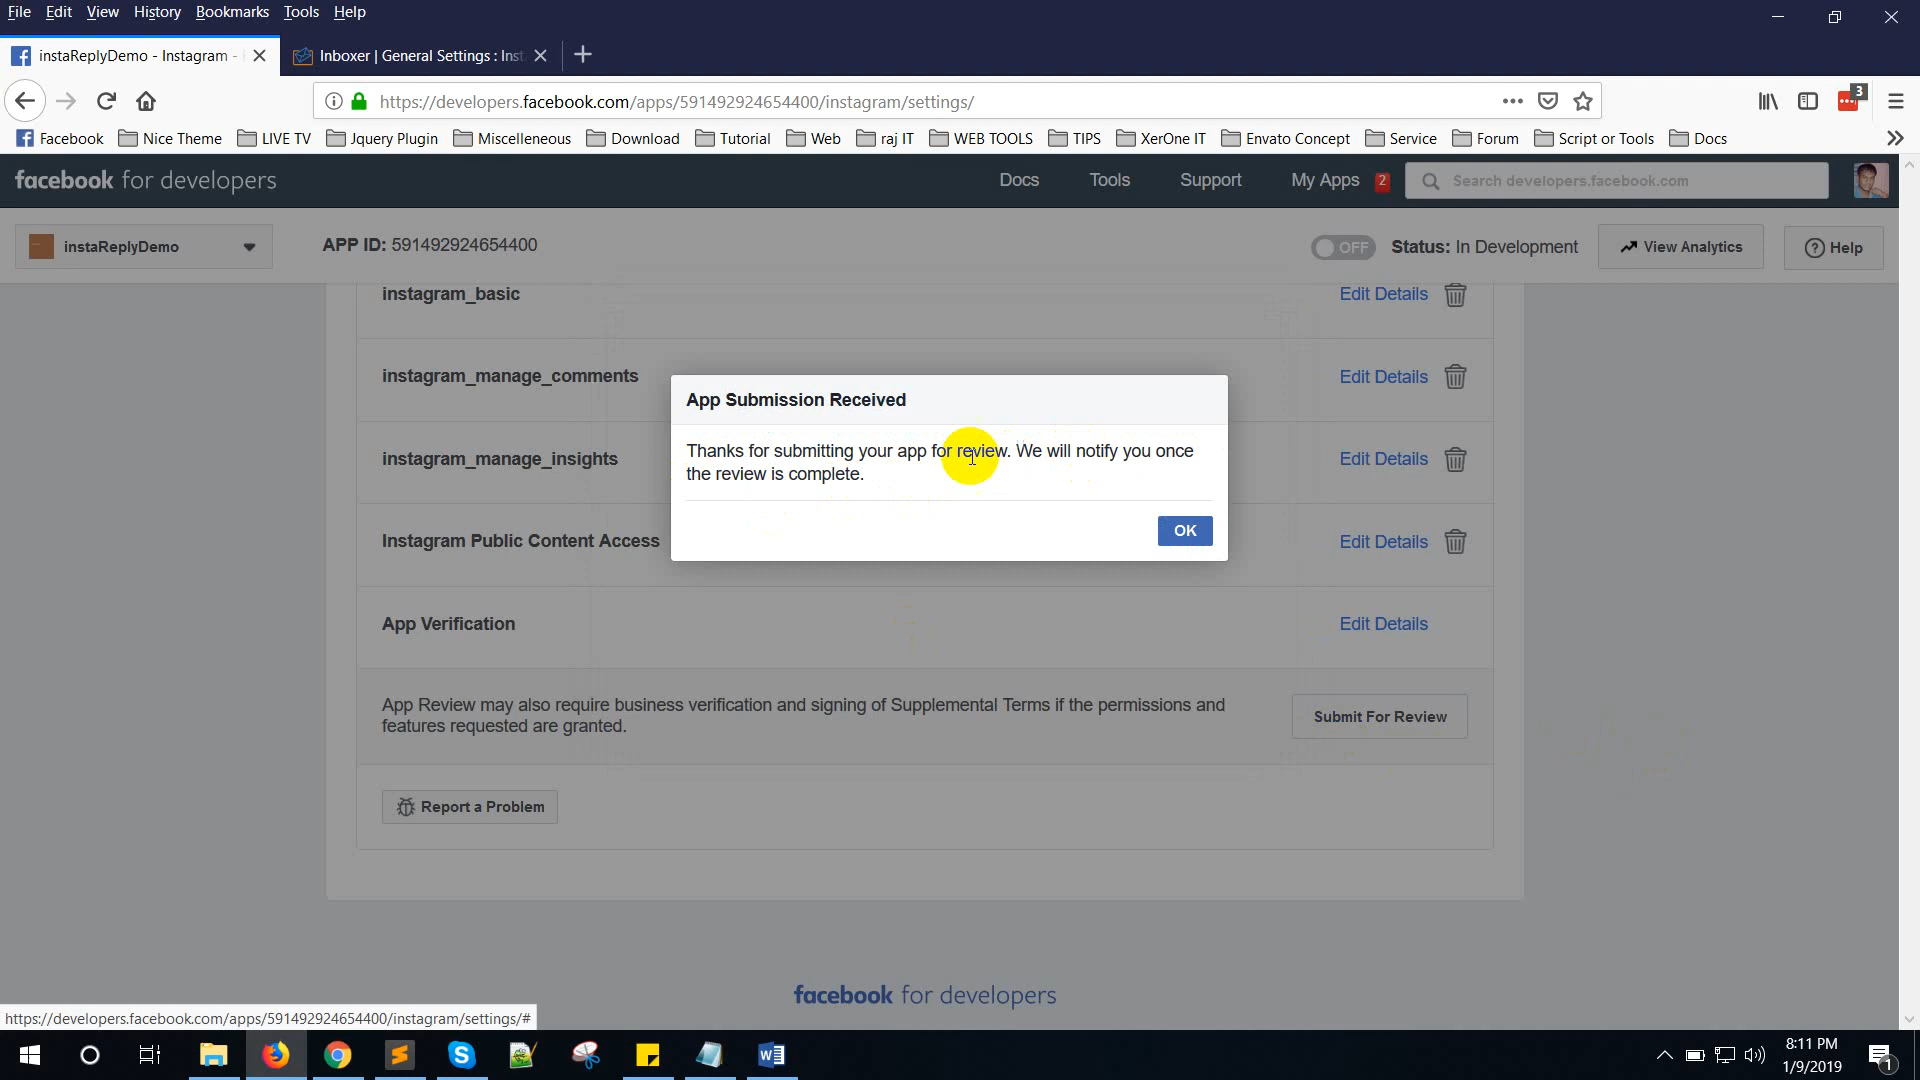 File Edit View History Bookmarks Tools Help
instaReplyDemo - Instagram -
Inboxer | General Settings : Inst
https://developers.facebook.com/apps/591492924654400/instagram/settings/
3
Facebook Nice Theme LIVE TV Jquery Plugin Miscelleneous Download Tutorial Web raj IT WEB TOOLS TIPS XerOne IT Envato Concept Service Forum Script or Tools Docs
facebook for developers Docs Tools Support My Apps 2 Search developers.facebook.com
instaReplyDemo APP ID: 591492924654400 OFF Status: In Development View Analytics Help
instagram_basic Edit Details
instagram_manage_comments Edit Details
App Submission Received
Thanks for submitting your app for review. We will notify you once
the review is complete.
OK
instagram_manage_insights Edit Details
Instagram Public Content Access Edit Details
App Verification Edit Details
App Review may also require business verification and signing of Supplemental Terms if the permissions and
features requested are granted.
Submit For Review
Report a Problem
facebook for developers
https://developers.facebook.com/apps/591492924654400/instagram/settings/#
8:11 PM
1/9/2019
1